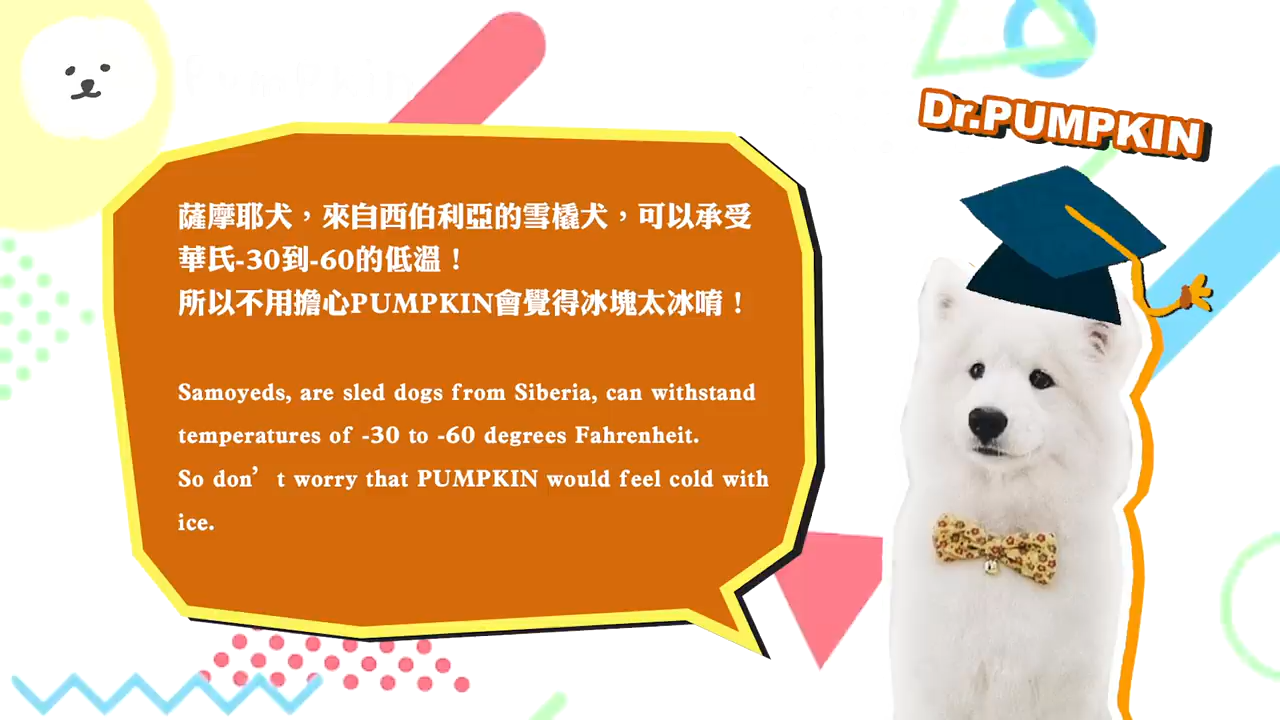 Dr.PUMPKIN
薩摩耶犬，來自西伯利亞的雪橇犬，可以承受
華氏-30到-60的低溫！
所以不用擔心PUMPKIN會覺得冰塊太冰唷！
Samoyeds, are sled dogs from Siberia, can withstand
temperatures of -30 to -60 degrees Fahrenheit.
So don’t worry that PUMPKIN would feel cold with
ice.